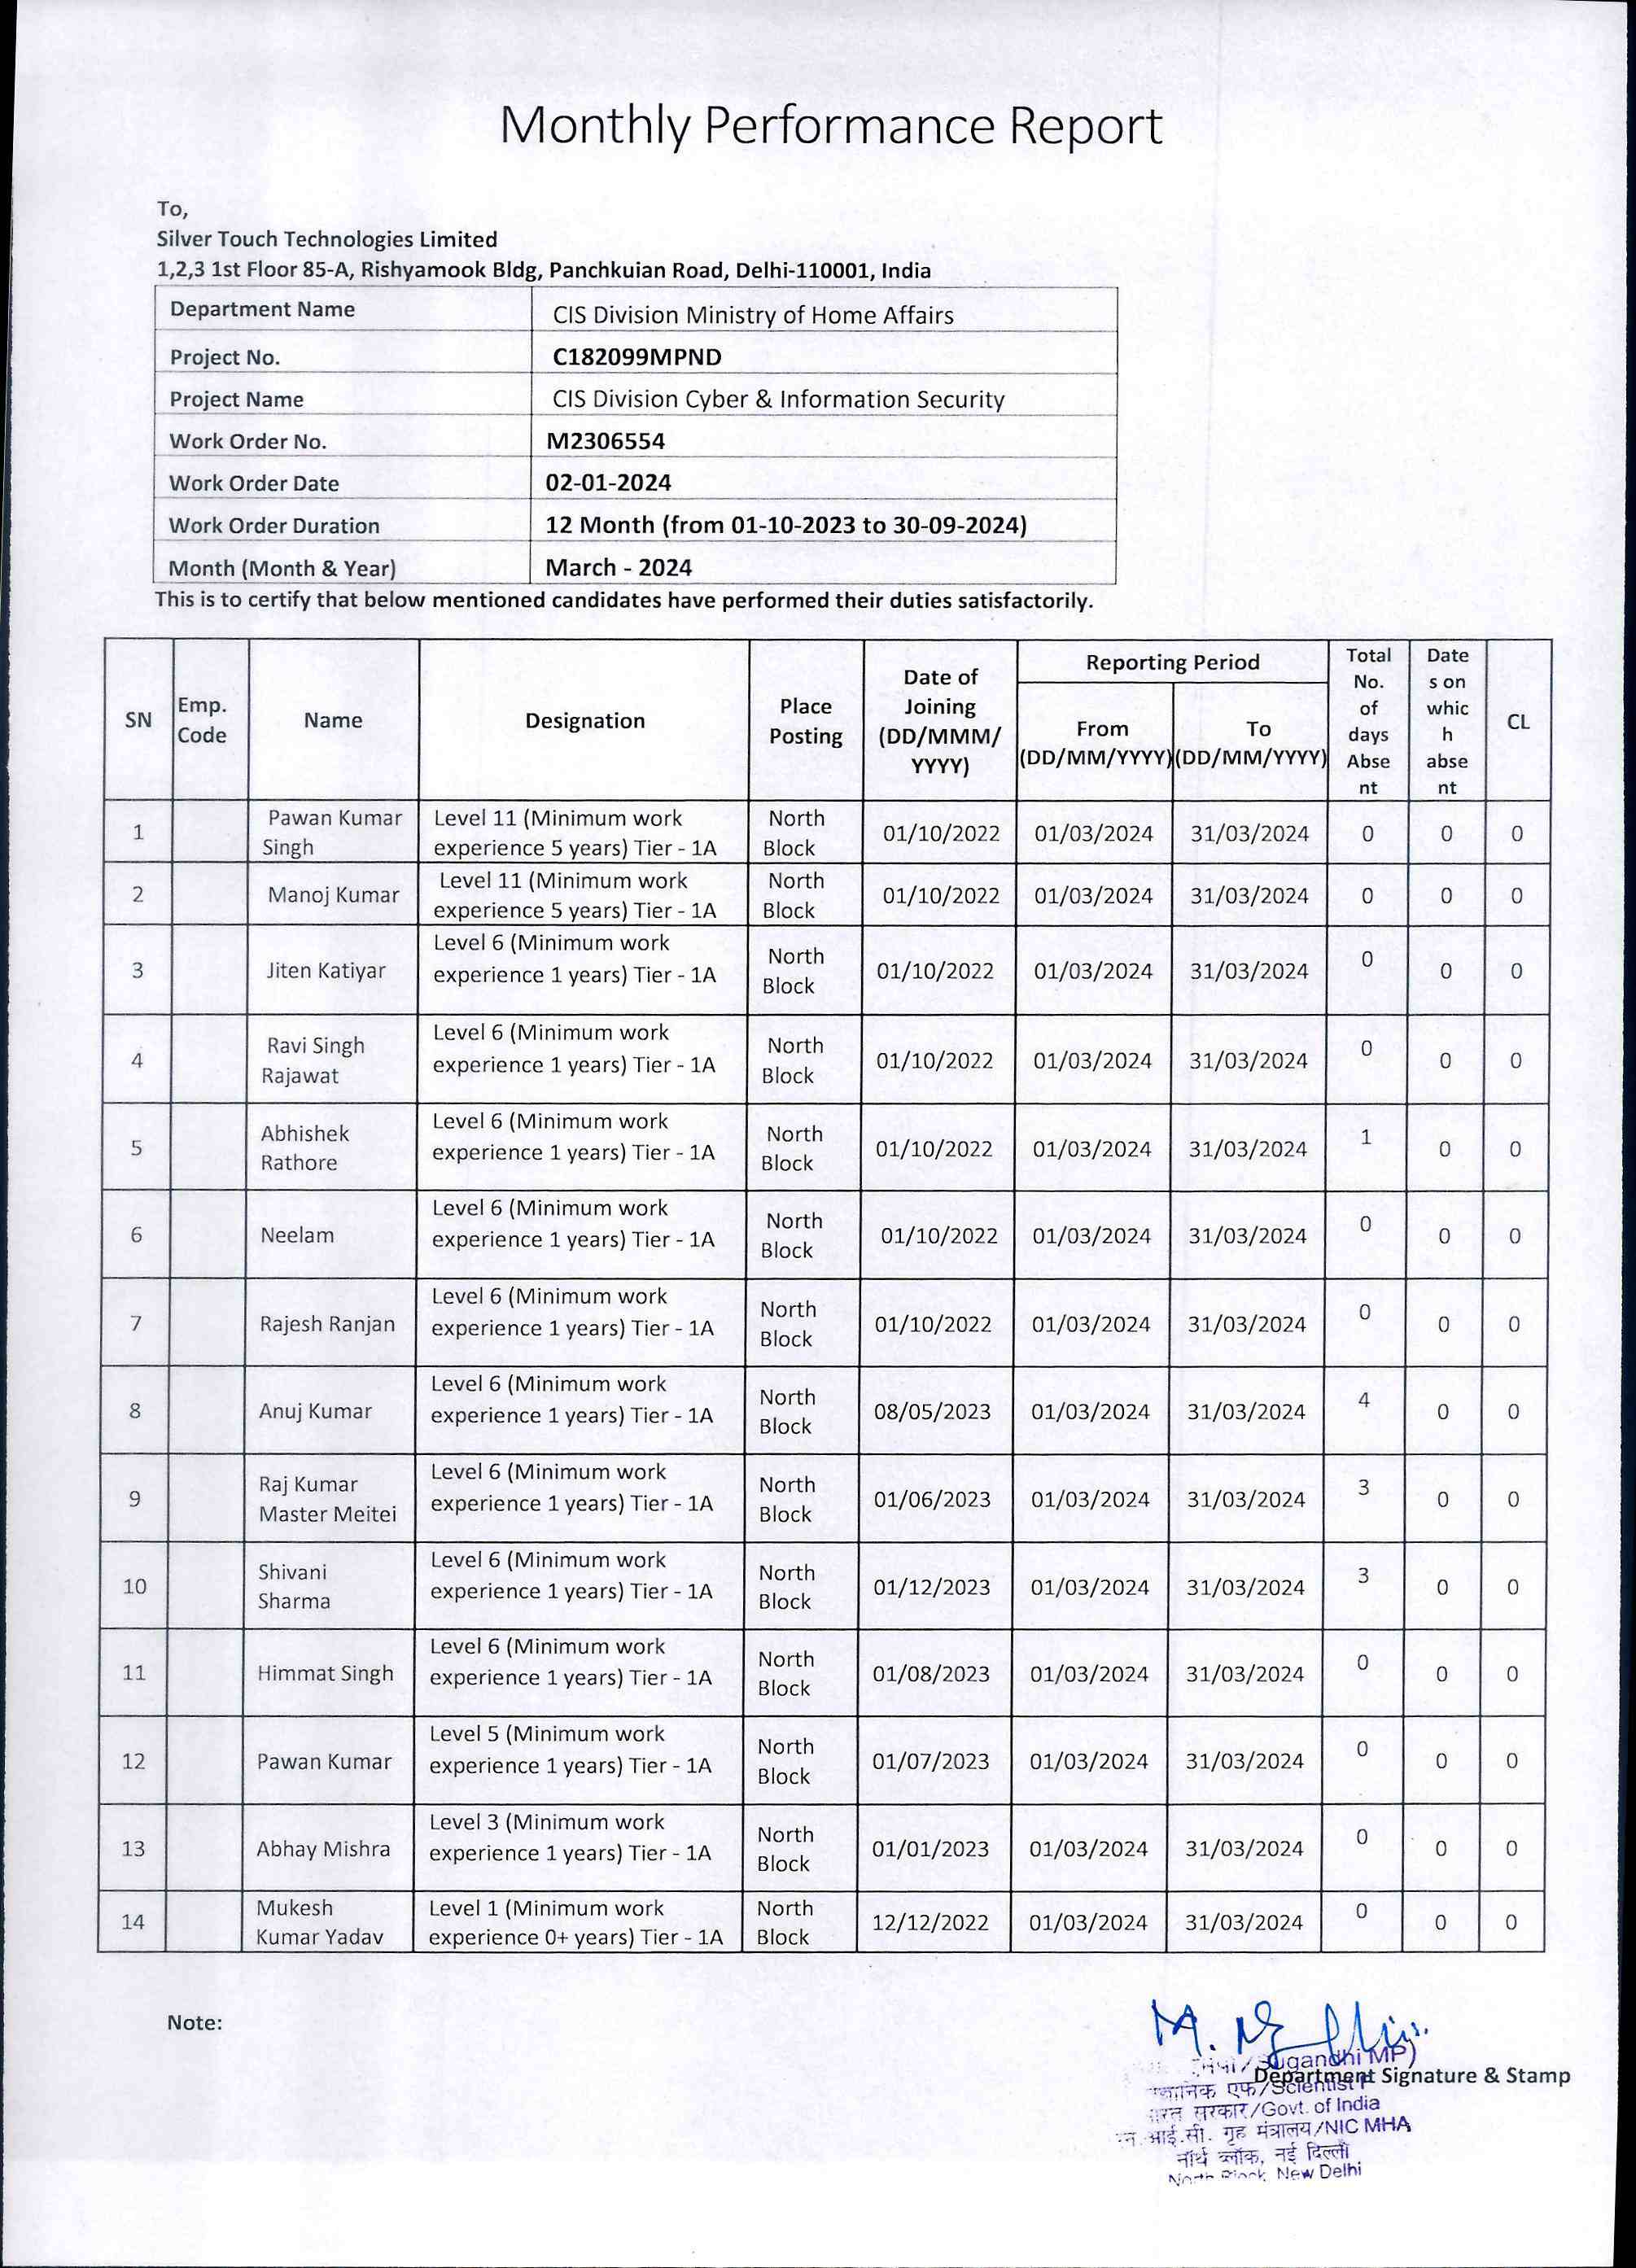 Monthly Performance Report
To,
Silver Touch Technologies Limited
1,2,3 1st Floor 85-A, Rishyamook Bldg, Panchkuian Road, Delhi-110001, India
Department Name CIS Division Ministry of Home Affairs
Project No. C182099MPND
Project Name CIS Division Cyber & Information Security
Work Order No. M2306554
Work Order Date 02-01-2024
Work Order Duration 12 Month (from 01-10-2023 to 30-09-2024)
Month (Month & Year) March - 2024
This is to certify that below mentioned candidates have performed their duties satisfactorily.
SN Emp. Code Name Designation Place Posting Date of Joining (DD/MMM/ YYYY) Reporting Period From (DD/MM/YYYY) To (DD/MM/YYYY) Total No. of days Abse nt Date s on whic h abse nt CL
1 Pawan Kumar Singh Level 11 (Minimum work experience 5 years) Tier - 1A North Block 01/10/2022 01/03/2024 31/03/2024 0 0 0
2 Manoj Kumar Level 11 (Minimum work experience 5 years) Tier - 1A North Block 01/10/2022 01/03/2024 31/03/2024 0 0 0
3 Jiten Katiyar Level 6 (Minimum work experience 1 years) Tier - 1A North Block 01/10/2022 01/03/2024 31/03/2024 0 0 0
4 Ravi Singh Rajawat Level 6 (Minimum work experience 1 years) Tier - 1A North Block 01/10/2022 01/03/2024 31/03/2024 0 0 0
5 Abhishek Rathore Level 6 (Minimum work experience 1 years) Tier - 1A North Block 01/10/2022 01/03/2024 31/03/2024 1 0 0
6 Neelam Level 6 (Minimum work experience 1 years) Tier - 1A North Block 01/10/2022 01/03/2024 31/03/2024 0 0 0
7 Rajesh Ranjan Level 6 (Minimum work experience 1 years) Tier - 1A North Block 01/10/2022 01/03/2024 31/03/2024 0 0 0
8 Anuj Kumar Level 6 (Minimum work experience 1 years) Tier - 1A North Block 08/05/2023 01/03/2024 31/03/2024 4 0 0
9 Raj Kumar Master Meitei Level 6 (Minimum work experience 1 years) Tier - 1A North Block 01/06/2023 01/03/2024 31/03/2024 3 0 0
10 Shivani Sharma Level 6 (Minimum work experience 1 years) Tier - 1A North Block 01/12/2023 01/03/2024 31/03/2024 3 0 0
11 Himmat Singh Level 6 (Minimum work experience 1 years) Tier - 1A North Block 01/08/2023 01/03/2024 31/03/2024 0 0 0
12 Pawan Kumar Level 5 (Minimum work experience 1 years) Tier - 1A North Block 01/07/2023 01/03/2024 31/03/2024 0 0 0
13 Abhay Mishra Level 3 (Minimum work experience 1 years) Tier - 1A North Block 01/01/2023 01/03/2024 31/03/2024 0 0 0
14 Mukesh Kumar Yadav Level 1 (Minimum work experience 0+ years) Tier - 1A North Block 12/12/2022 01/03/2024 31/03/2024 0 0 0
Note:
Sugandhi MP)
Department Signature & Stamp
एफ/Scientist F
सरकार/Govt. of India
आई.सी. गृह मंत्रालय/NIC MHA
नॉर्थ ब्लॉक, नई दिल्ली
North Block, New Delhi